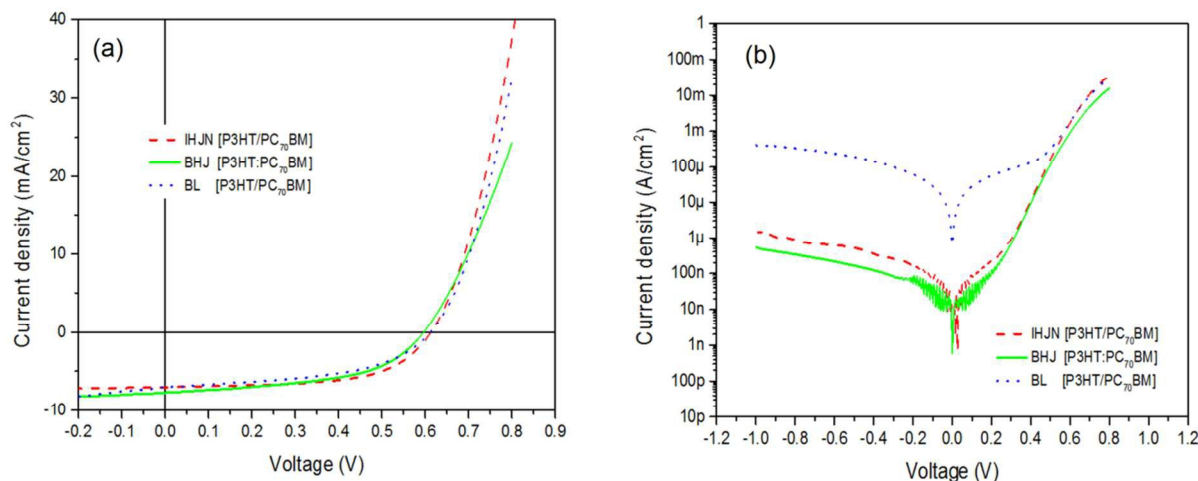 (a)
Current density (mA/cm²)
40
30
20
10
0
-10
IHJN [P3HT/PC₇₀BM]
BHJ [P3HT:PC₇₀BM]
BL [P3HT/PC₇₀BM]
-0.2 -0.1 0.0 0.1 0.2 0.3 0.4 0.5 0.6 0.7 0.8 0.9
Voltage (V)
(b)
Current density (A/cm²)
1
100m
10m
1m
100µ
10µ
1µ
100n
10n
1n
100p
10p
IHJN [P3HT/PC₇₀BM]
BHJ [P3HT:PC₇₀BM]
BL [P3HT/PC₇₀BM]
-1.2 -1.0 -0.8 -0.6 -0.4 -0.2 0.0 0.2 0.4 0.6 0.8 1.0 1.2
Voltage (V)